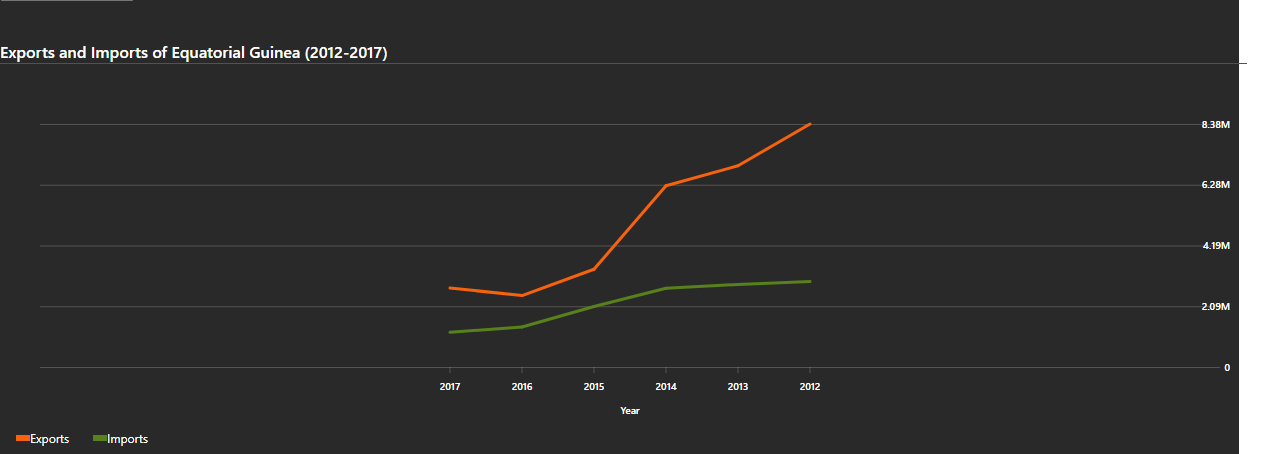 Exports and Imports of Equatorial Guinea (2012-2017)
8.38M
6.28M
4.19M
2.09M
0
2017 2016 2015 2014 2013 2012
Year
Exports Imports